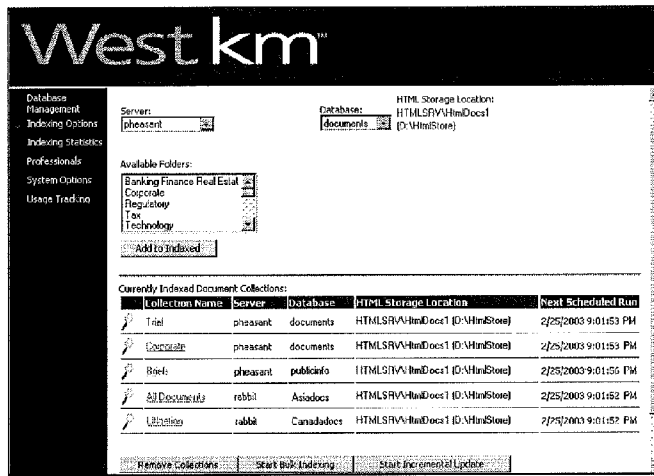 West km™
Database
Management
Indexing Options
Indexing Statistics
Professionals
System Options
Usage Tracking
Server:
pheasant
Database:
documents
HTML Storage Location:
HTMLSRV\HtmlDocs1
(D:\HtmlStore)
Available Folders:
Banking Finance Real Estat
Corporate
Regulatory
Tax
Technology
Add to Indexed
Currently Indexed Document Collections:
Collection Name Server Database HTML Storage Location Next Scheduled Run
Trial pheasant documents HTMLSRV\HtmlDocs1 (D:\HtmlStore) 2/25/2003 9:01:53 PM
Corporate pheasant documents HTMLSRV\HtmlDocs1 (D:\HtmlStore) 2/25/2003 9:01:53 PM
Briefs pheasant publicinfo HTMLSRV\HtmlDocs1 (D:\HtmlStore) 2/25/2003 9:01:56 PM
All Documents rabbit Asiadocs HTMLSRV\HtmlDocs1 (D:\HtmlStore) 2/25/2003 9:01:52 PM
Litigation rabbit Canadadocs HTMLSRV\HtmlDocs1 (D:\HtmlStore) 2/25/2003 9:01:52 PM
Remove Collections Start Bulk Indexing Start Incremental Update